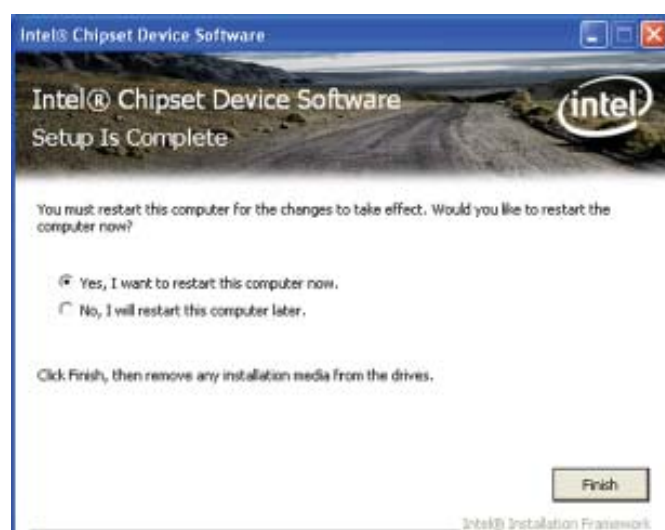 Intel® Chipset Device Software
Intel® Chipset Device Software
intel
Setup Is Complete
You must restart this computer for the changes to take effect. Would you like to restart the
computer now?
Yes, I want to restart this computer now.
No, I will restart this computer later.
Click Finish, then remove any installation media from the drives.
Finish
Intel® Installation Framework